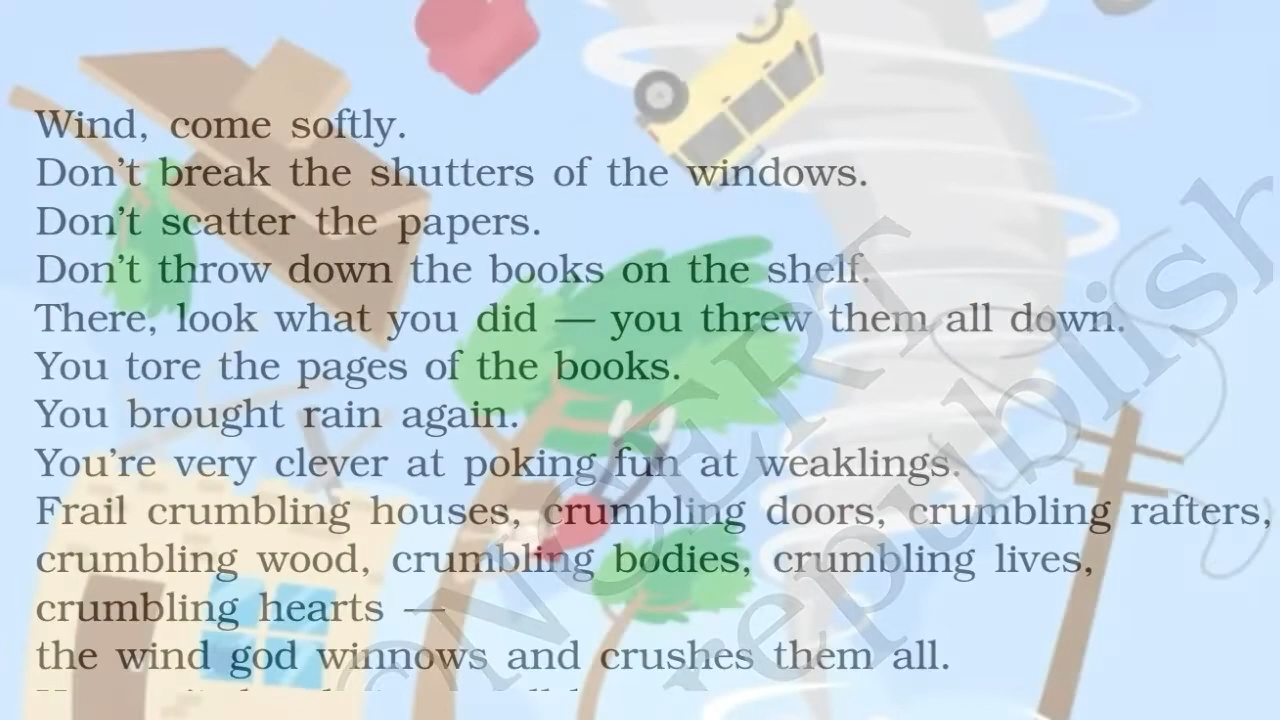 Wind, come softly.
Don't break the shutters of the windows.
Don't scatter the papers.
Don't throw down the books on the shelf.
There, look what you did — you threw them all down.
You tore the pages of the books.
You brought rain again.
You're very clever at poking fun at weaklings.
Frail crumbling houses, crumbling doors, crumbling rafters,
crumbling wood, crumbling bodies, crumbling lives,
crumbling hearts —
the wind god winnows and crushes them all.
©NCERT
republish